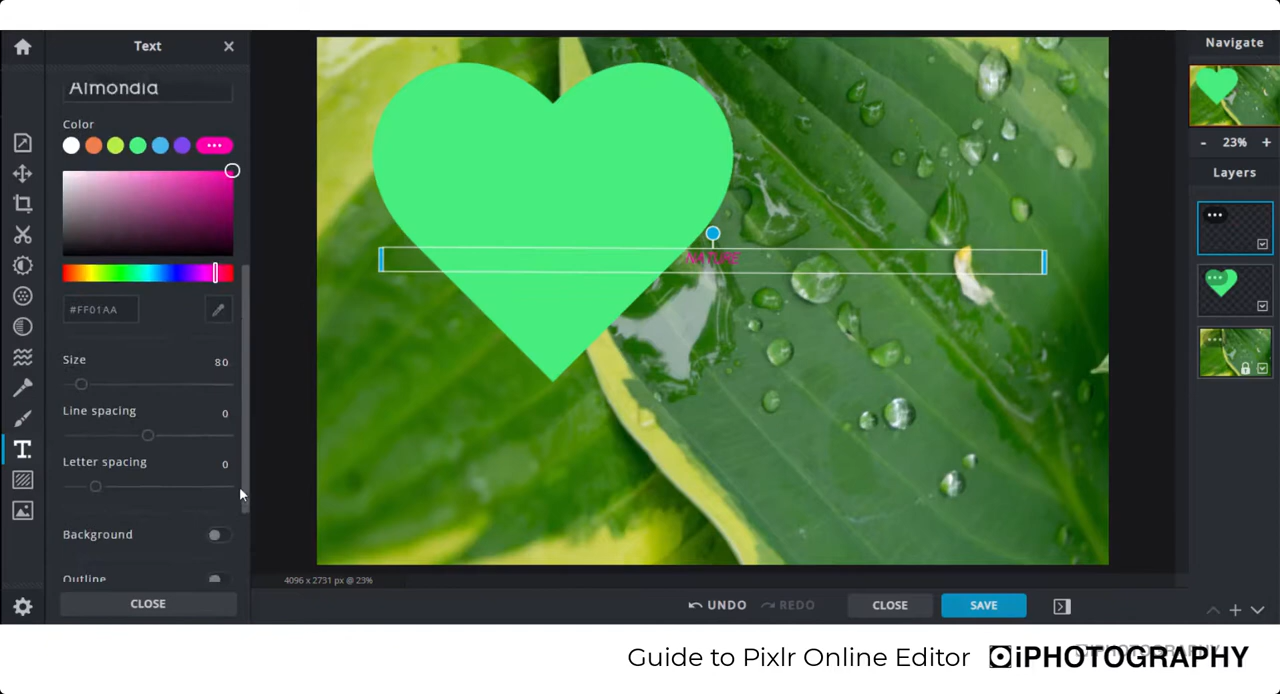 Text
Navigate
Almondia
Color
23%
Layers
NATURE
#FF01AA
Size
80
Line spacing
0
Letter spacing
0
Background
Outline
4096 x 2731 px @ 23%
CLOSE
UNDO
REDO
CLOSE
SAVE
Guide to Pixlr Online Editor
iPHOTOGRAPHY